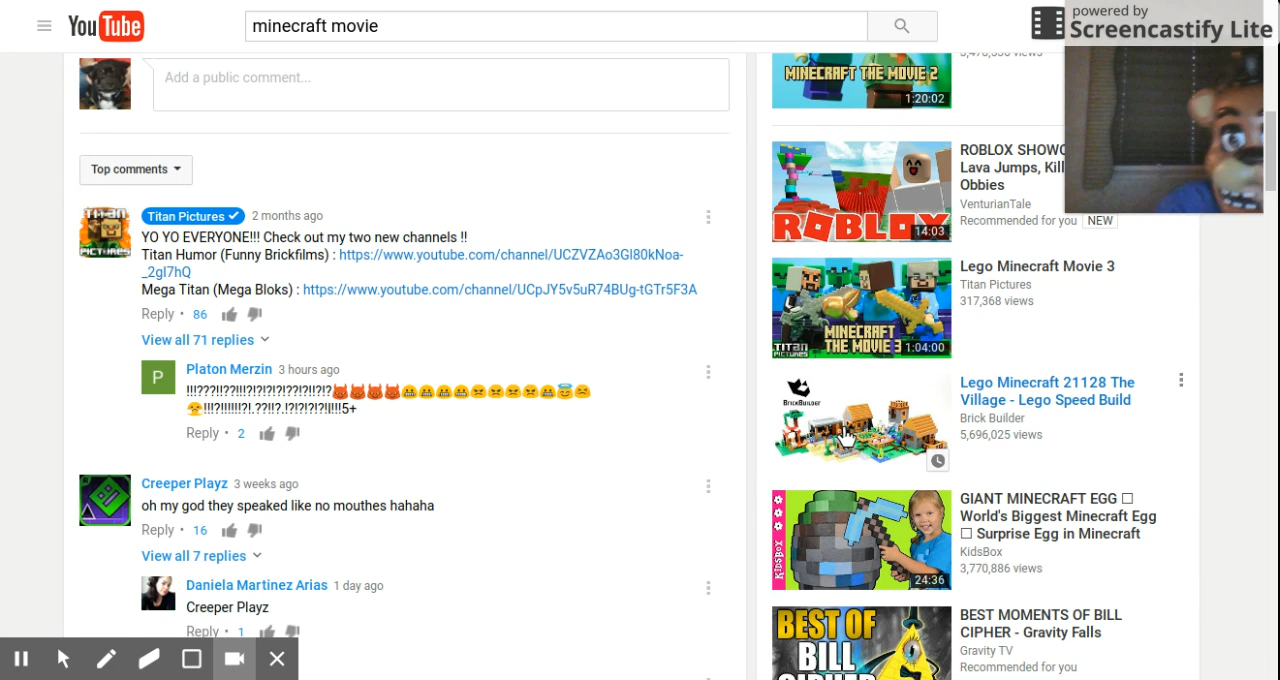 YouTube
minecraft movie
powered by
Screencastify Lite
Add a public comment...
Top comments
Titan Pictures
2 months ago
YO YO EVERYONE!!! Check out my two new channels !!
Titan Humor (Funny Brickfilms) : https://www.youtube.com/channel/UCZVZAo3Gl80kNoa-
_2gl7hQ
Mega Titan (Mega Bloks) : https://www.youtube.com/channel/UCpJY5v5uR74BUg-tGTr5F3A
Reply • 86
View all 71 replies
P
Platon Merzin 3 hours ago
Reply • 2
Creeper Playz 3 weeks ago
oh my god they speaked like no mouthes hahaha
Reply • 16
View all 7 replies
Daniela Martinez Arias 1 day ago
Creeper Playz
Reply • 1
TITAN
PICTURES
MINECRAFT THE MOVIE 2
1:20:02
ROBLOX
14:03
Lava Jumps, Kill
Obbies
VenturianTale
Recommended for you NEW
MINECRAFT
THE MOVIE 3
TITAN
PICTURES
1:04:00
Lego Minecraft Movie 3
Titan Pictures
317,368 views
BRICKBUILDER
Lego Minecraft 21128 The
Village - Lego Speed Build
Brick Builder
5,696,025 views
KIDSBOX
24:36
GIANT MINECRAFT EGG □
World's Biggest Minecraft Egg
□ Surprise Egg in Minecraft
KidsBox
3,770,886 views
BEST OF
BILL
BEST MOMENTS OF BILL
CIPHER - Gravity Falls
Gravity TV
Recommended for you